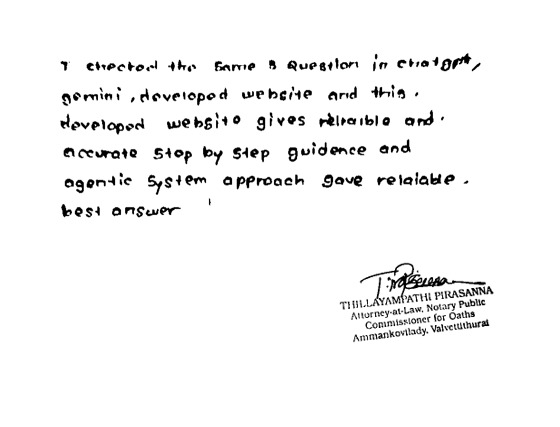 I checked the same 3 Question in chatgpt,
gemini, developed website and this.
developed website gives reliaible and.
accurate step by step guidence and
agentic system approach gave relaiable.
best answer
THILLAYAMPATHI PIRASANNA
Attorney-at-Law, Notary Public
Commissioner for Oaths
Ammankovilady, Valvettithurai